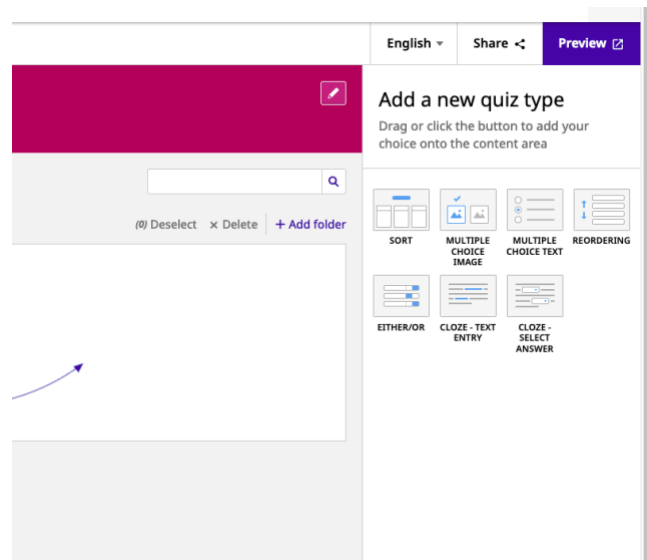 English Share Preview
Add a new quiz type
Drag or click the button to add your
choice onto the content area
(0) Deselect × Delete + Add folder
SORT
MULTIPLE
CHOICE
IMAGE
MULTIPLE
CHOICE TEXT
REORDERING
EITHER/OR
CLOZE - TEXT
ENTRY
CLOZE -
SELECT
ANSWER